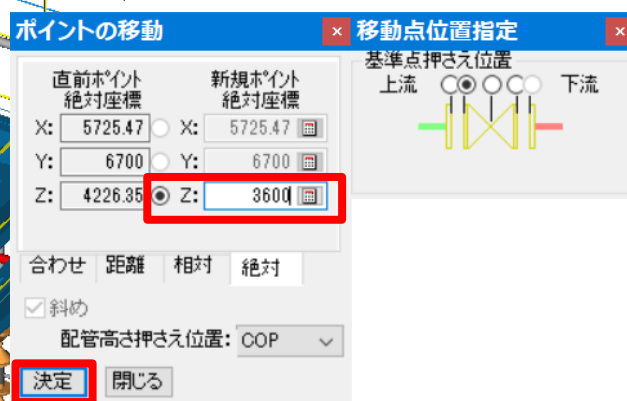 ポイントの移動
直前ﾎﾟｲﾝﾄ 新規ﾎﾟｲﾝﾄ
絶対座標 絶対座標
X: 5725.47 X: 5725.47
Y: 6700 Y: 6700
Z: 4226.35 Z: 3600
合わせ 距離 相対 絶対
斜め
配管高さ押さえ位置: COP
決定 閉じる
移動点位置指定
基準点押さえ位置
上流 下流